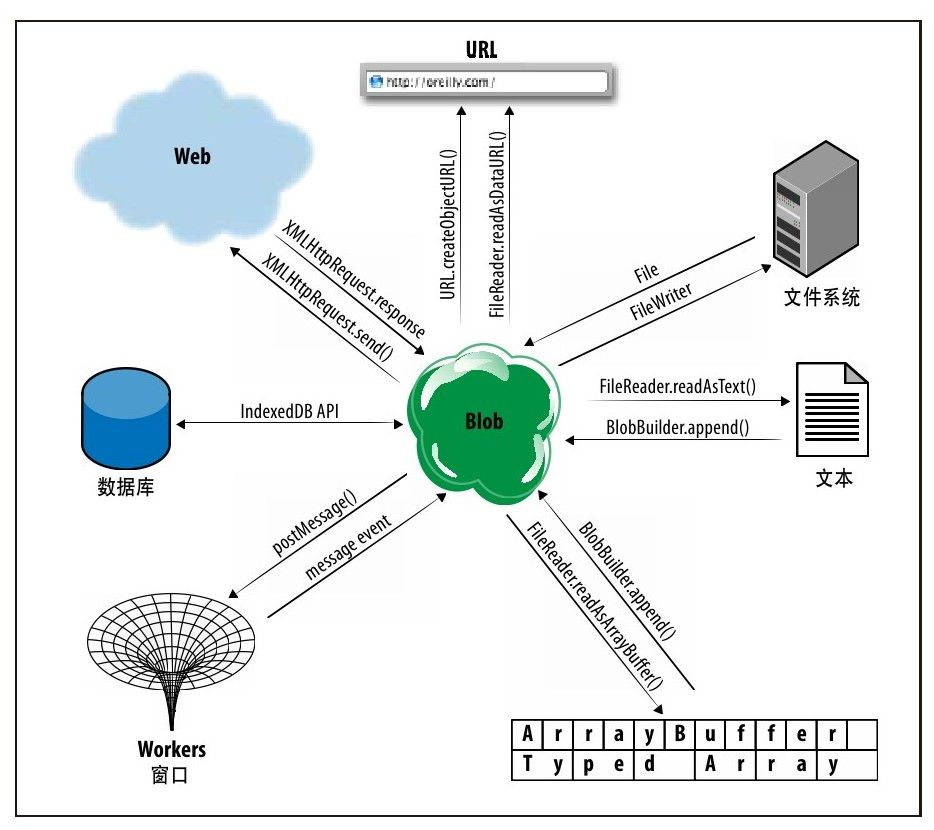 URL
http://oreilly.com/
Web
URL.createObjectURL()
FileReader.readAsDataURL()
XMLHttpRequest.response
XMLHttpRequest.send()
File
FileWriter
文件系统
FileReader.readAsText()
BlobBuilder.append()
文本
Blob
IndexedDB API
数据库
postMessage()
message event
Workers
窗口
BlobBuilder.append()
FileReader.readAsArrayBuffer()
ArrayBuffer
Typed Array